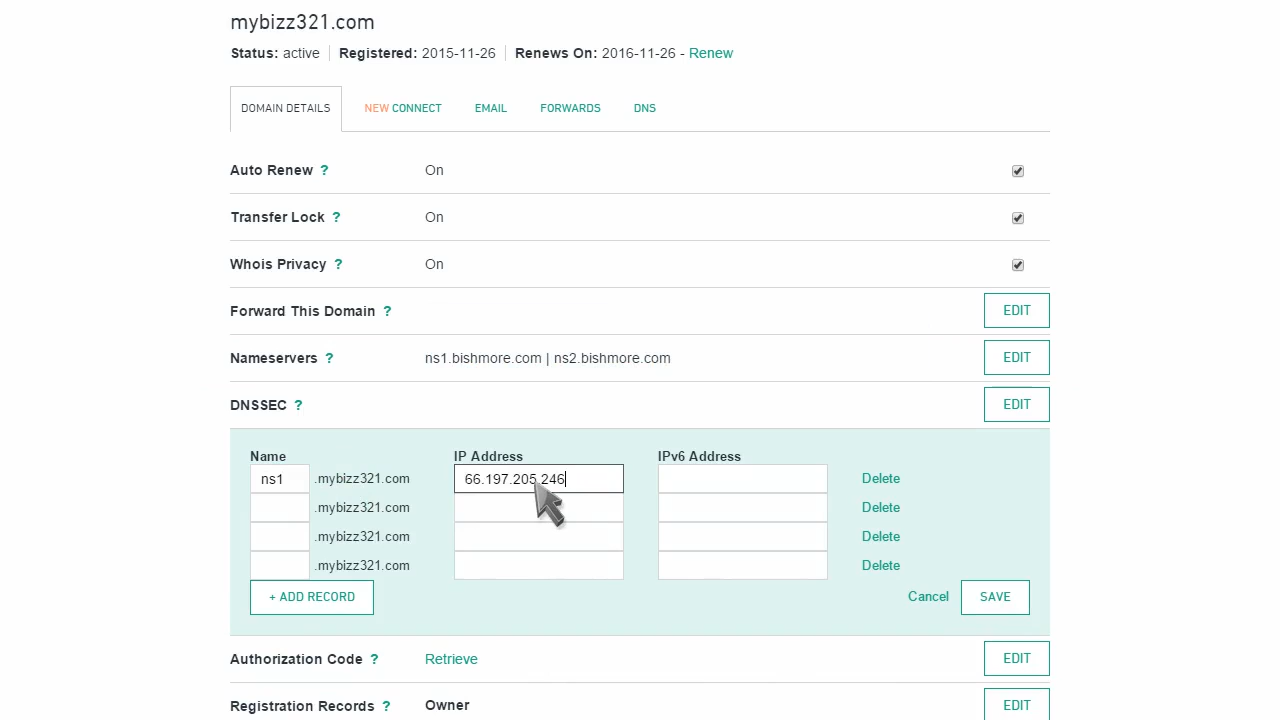 mybizz321.com
Status: active Registered: 2015-11-26 Renews On: 2016-11-26 - Renew
DOMAIN DETAILS NEW CONNECT EMAIL FORWARDS DNS
Auto Renew ? On
Transfer Lock ? On
Whois Privacy ? On
Forward This Domain ? EDIT
Nameservers ? ns1.bishmore.com | ns2.bishmore.com EDIT
DNSSEC ? EDIT
Name IP Address IPv6 Address
ns1 .mybizz321.com 66.197.205.246 Delete
.mybizz321.com Delete
.mybizz321.com Delete
.mybizz321.com Delete
+ ADD RECORD Cancel SAVE
Authorization Code ? Retrieve EDIT
Registration Records ? Owner EDIT